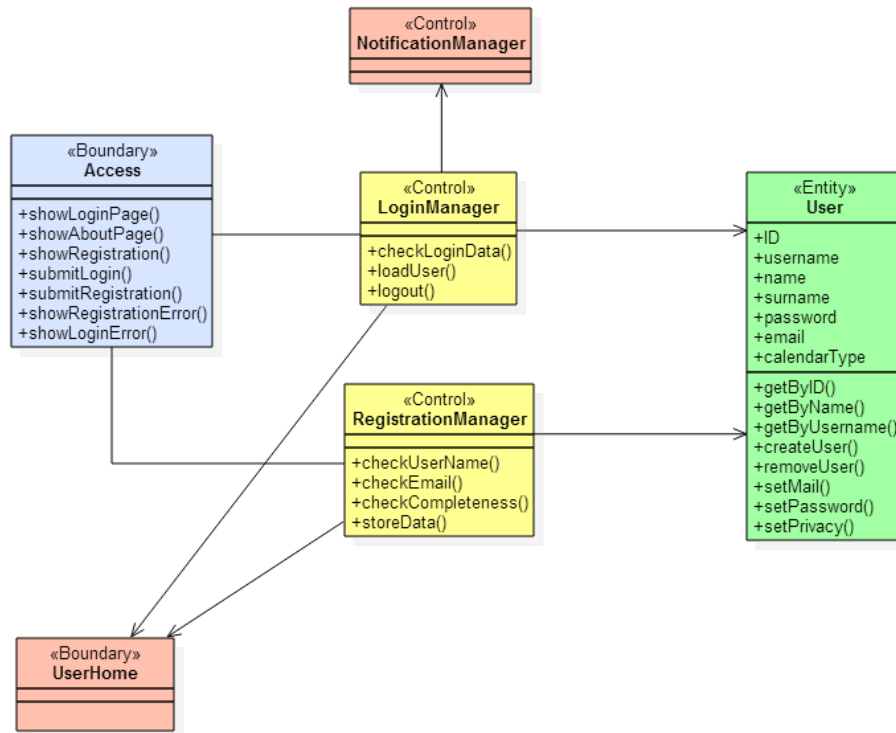 «Control»
NotificationManager
«Boundary»
Access
+showLoginPage()
+showAboutPage()
+showRegistration()
+submitLogin()
+submitRegistration()
+showRegistrationError()
+showLoginError()
«Control»
LoginManager
+checkLoginData()
+loadUser()
+logout()
«Entity»
User
+ID
+username
+name
+surname
+password
+email
+calendarType
+getByID()
+getByName()
+getByUsername()
+createUser()
+removeUser()
+setMail()
+setPassword()
+setPrivacy()
«Control»
RegistrationManager
+checkUserName()
+checkEmail()
+checkCompleteness()
+storeData()
«Boundary»
UserHome